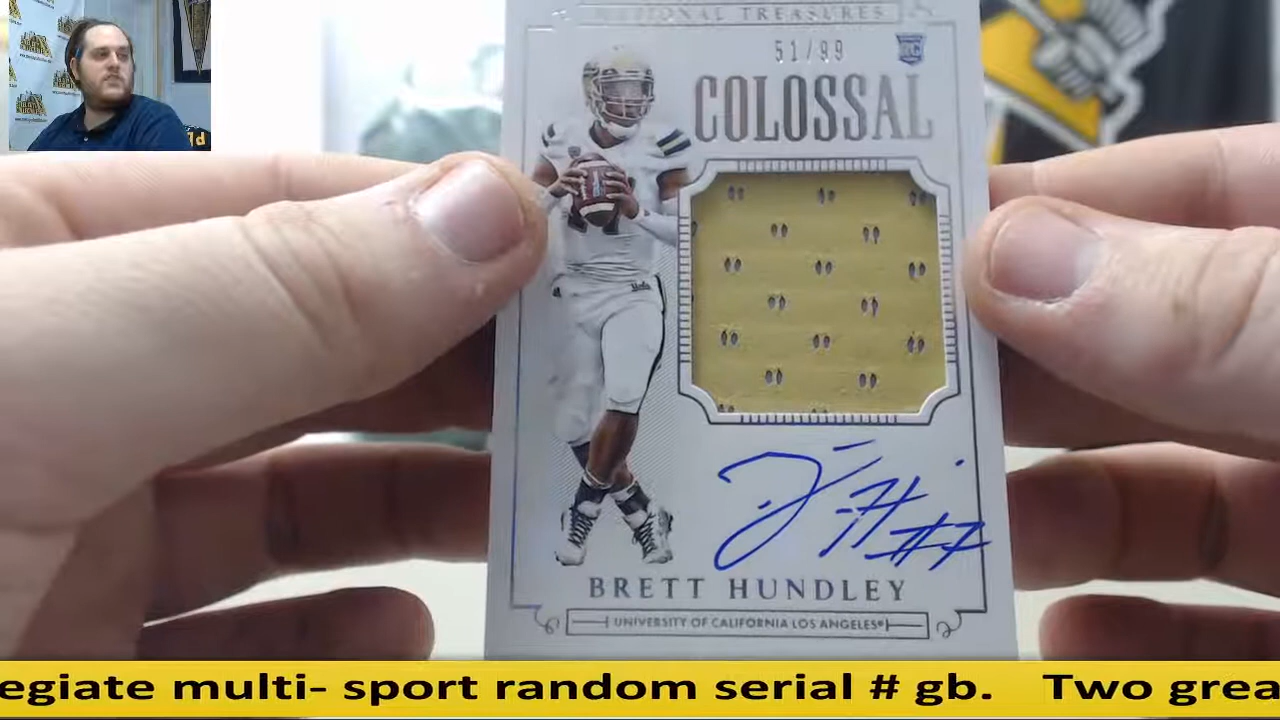 NATIONAL TREASURES
51/99
RC
COLOSSAL
BRETT HUNDLEY
UNIVERSITY OF CALIFORNIA LOS ANGELES®
egiate multi- sport random serial # gb. Two grea